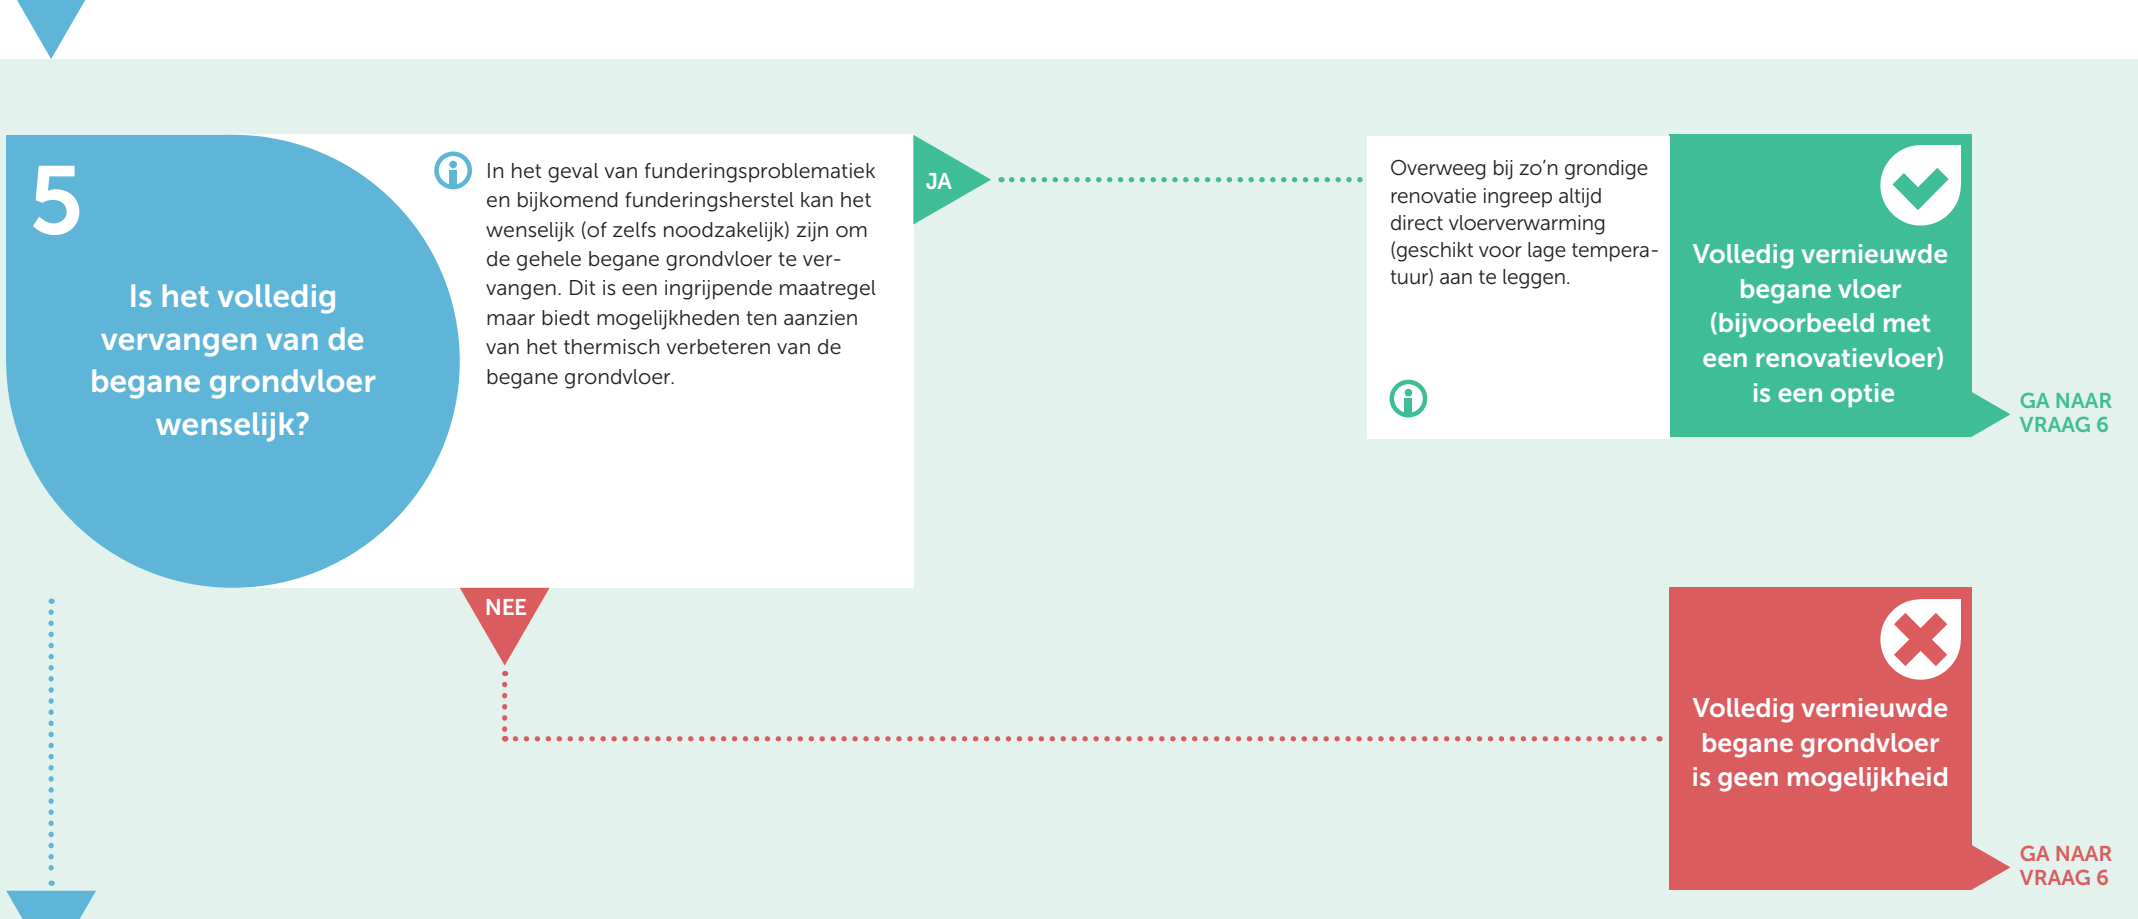 5
Is het volledig
vervangen van de
begane grondvloer
wenselijk?
In het geval van funderingsproblematiek
en bijkomend funderingsherstel kan het
wenselijk (of zelfs noodzakelijk) zijn om
de gehele begane grondvloer te ver-
vangen. Dit is een ingrijpende maatregel
maar biedt mogelijkheden ten aanzien
van het thermisch verbeteren van de
begane grondvloer.
JA
Overweeg bij zo'n grondige
renovatie ingreep altijd
direct vloerverwarming
(geschikt voor lage tempera-
tuur) aan te leggen.
Volledig vernieuwde
begane vloer
(bijvoorbeeld met
een renovatievloer)
is een optie
GA NAAR
VRAAG 6
NEE
Volledig vernieuwde
begane grondvloer
is geen mogelijkheid
GA NAAR
VRAAG 6